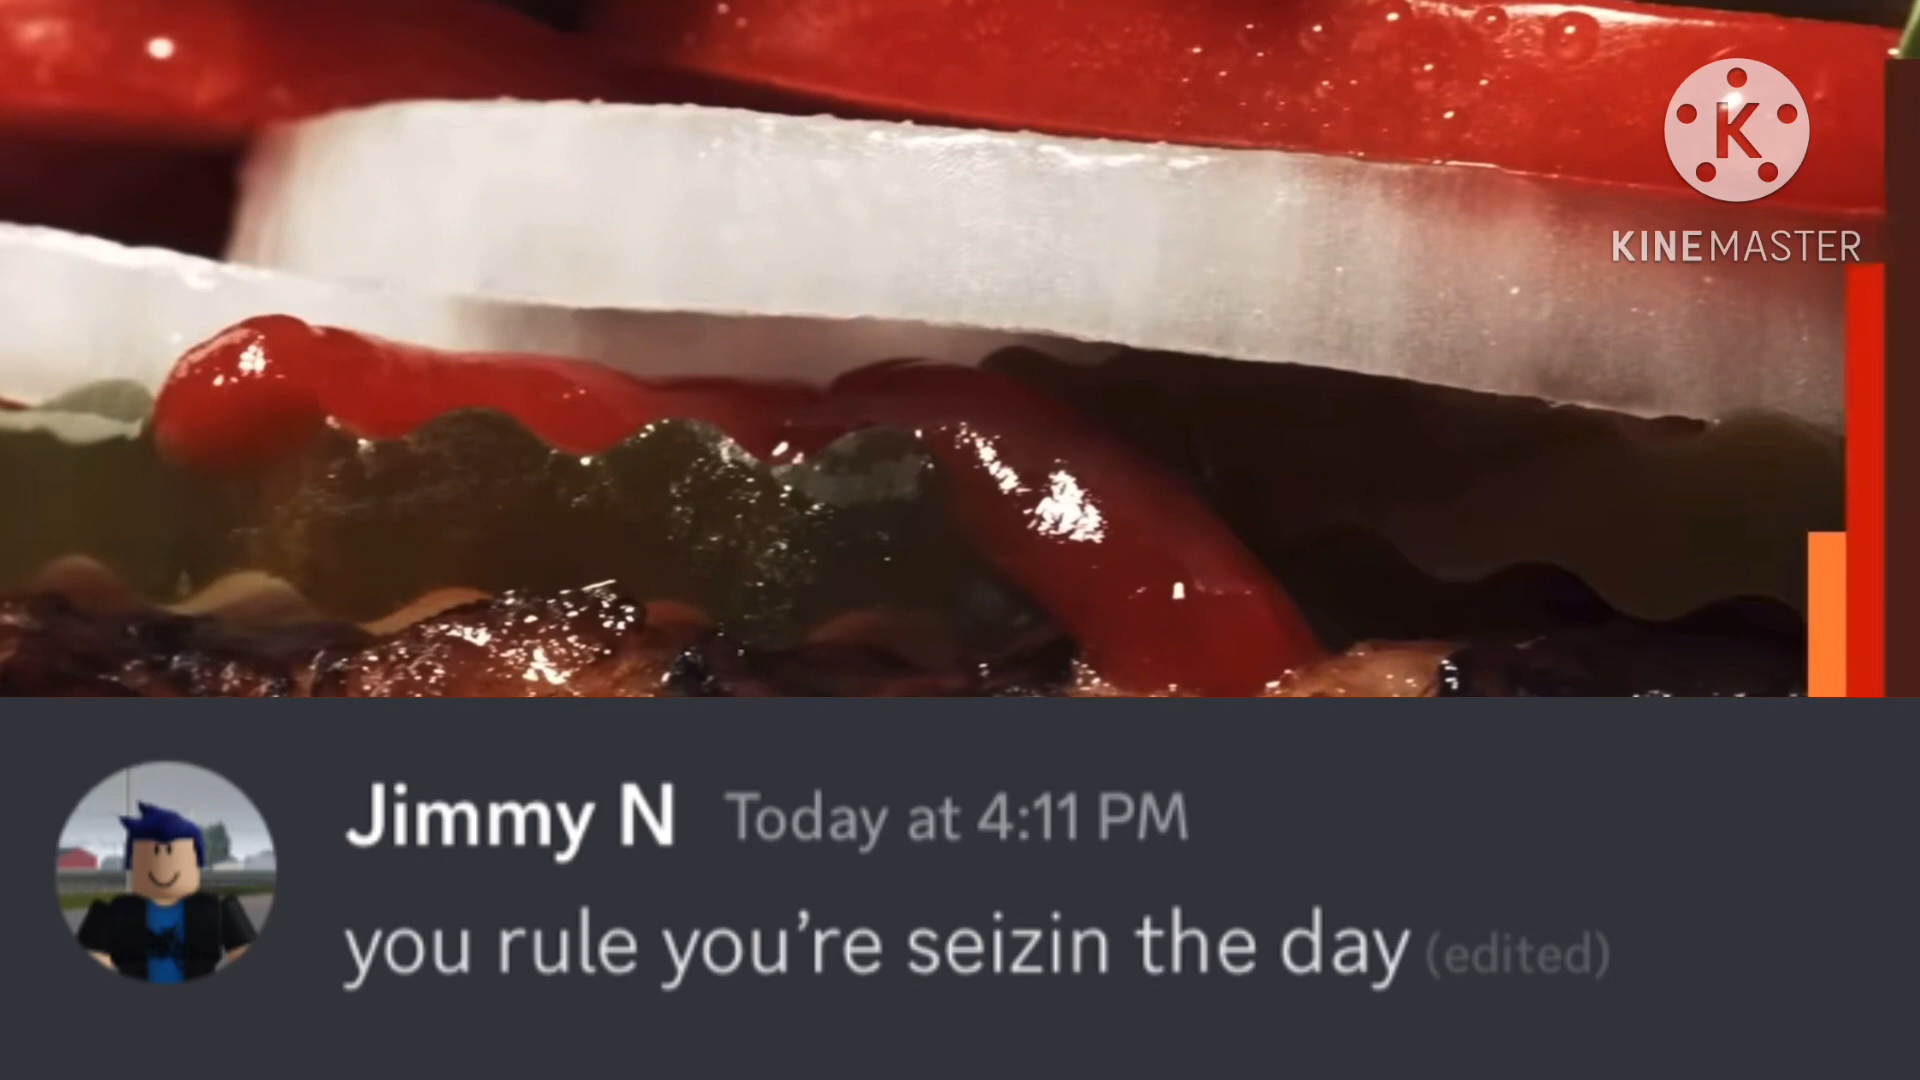 K
KINEMASTER
Jimmy N Today at 4:11 PM
you rule you’re seizin the day (edited)